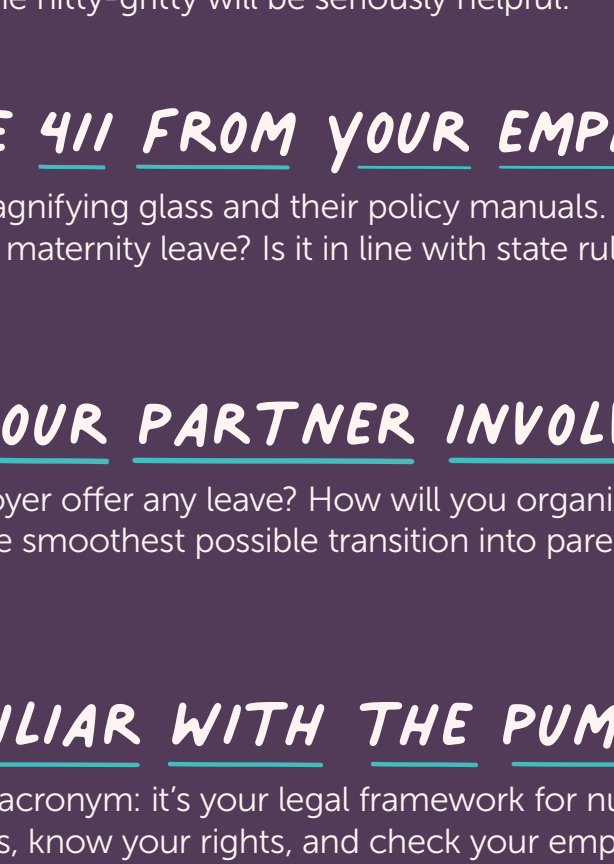 nitty-gritty will be seriously helpful.
E 411 FROM YOUR EMP
agnifying glass and their policy manuals.
maternity leave? Is it in line with state rul
OUR PARTNER INVOL
oyer offer any leave? How will you organi
e smoothest possible transition into pare
ILIAR WITH THE PUM
acronym: it's your legal framework for nu
s, know your rights, and check your emp